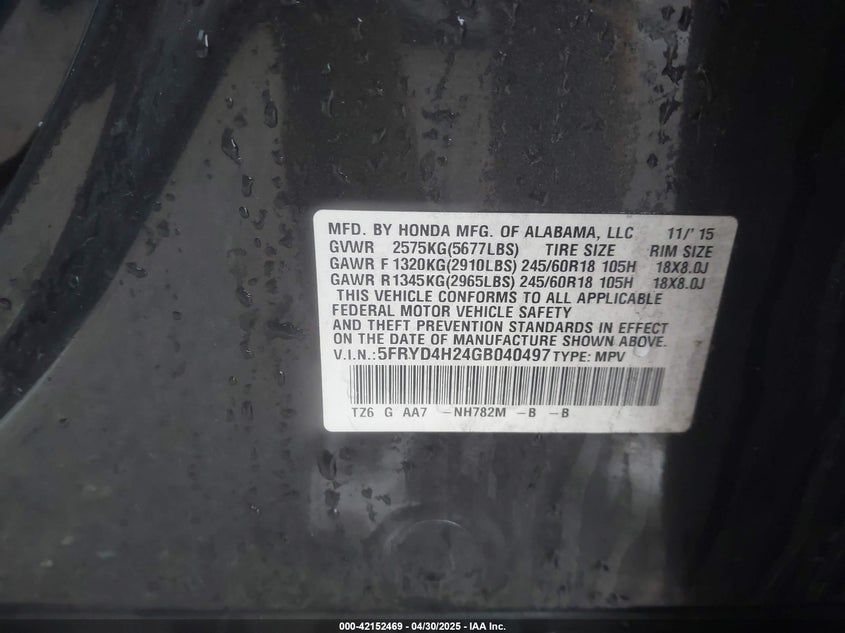 MFD. BY HONDA MFG. OF ALABAMA, LLC 11/'15
GVWR 2575KG(5677LBS) TIRE SIZE RIM SIZE
GAWR F 1320KG(2910LBS) 245/60R18 105H 18X8.0J
GAWR R 1345KG(2965LBS) 245/60R18 105H 18X8.0J
THIS VEHICLE CONFORMS TO ALL APPLICABLE
FEDERAL MOTOR VEHICLE SAFETY
AND THEFT PREVENTION STANDARDS IN EFFECT
ON THE DATE OF MANUFACTURE SHOWN ABOVE.
V.I.N.:5FRYD4H24GB040497 TYPE: MPV
TZ6 G AA7 -NH782M -B -B
000-42152469 - 04/30/2025 - IAA Inc.